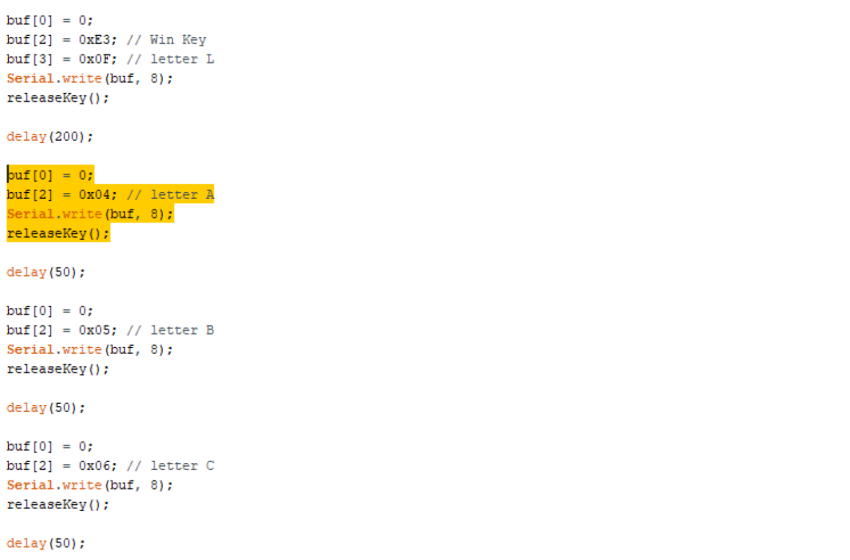 buf[0] = 0;
buf[2] = 0xE3; // Win Key
buf[3] = 0x0F; // letter L
Serial.write(buf, 8);
releaseKey();
delay(200);
buf[0] = 0;
buf[2] = 0x04; // letter A
Serial.write(buf, 8);
releaseKey();
delay(50);
buf[0] = 0;
buf[2] = 0x05; // letter B
Serial.write(buf, 8);
releaseKey();
delay(50);
buf[0] = 0;
buf[2] = 0x06; // letter C
Serial.write(buf, 8);
releaseKey();
delay(50);